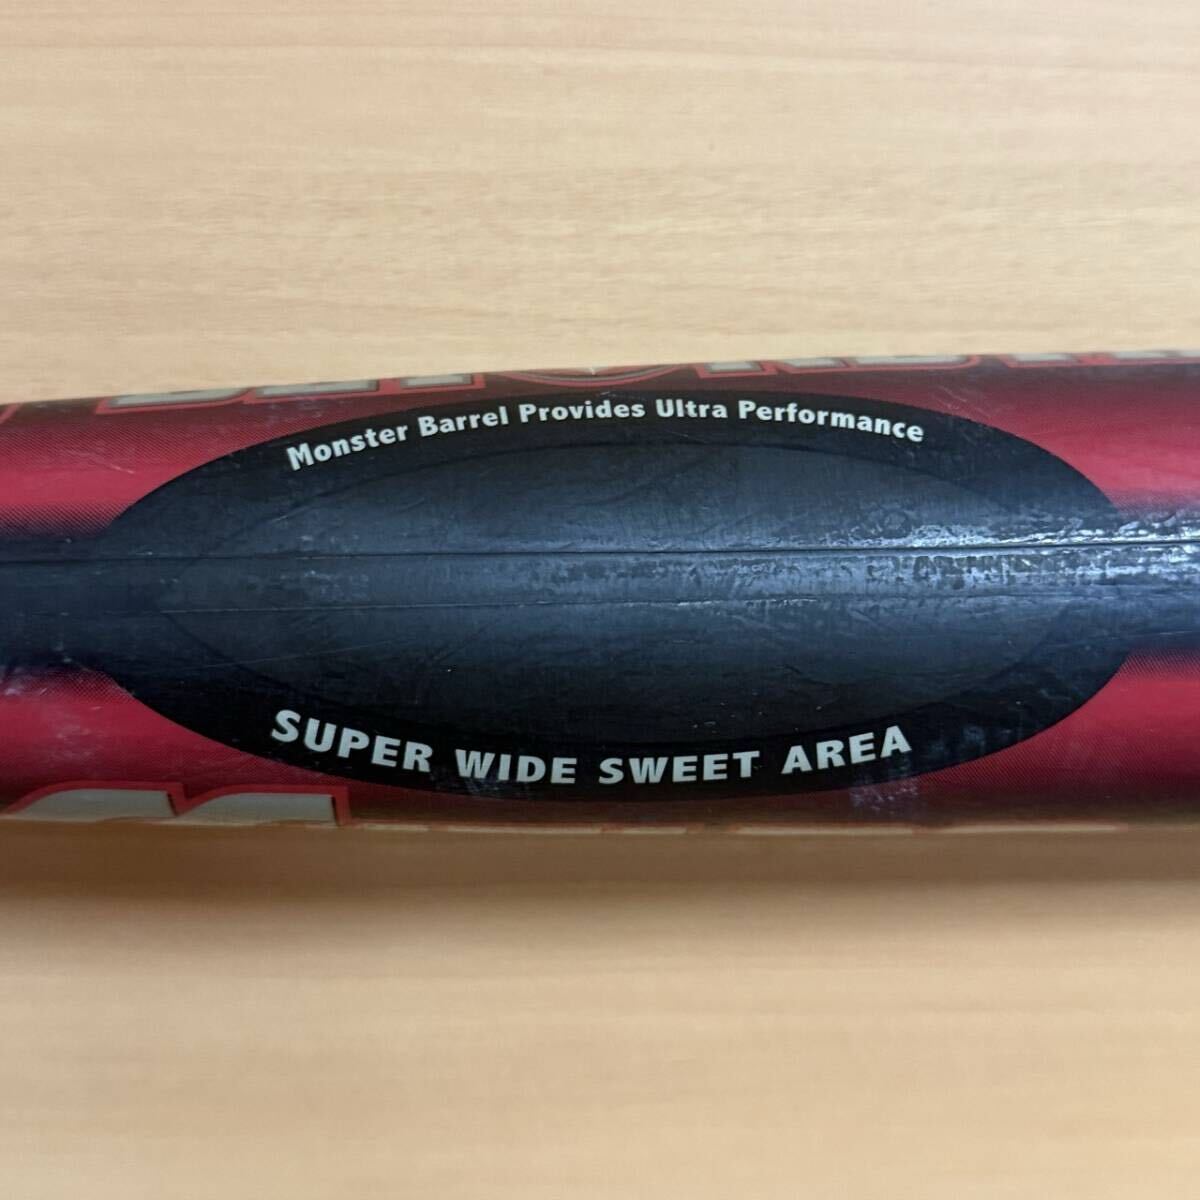 Monster Barrel Provides Ultra Performance
SUPER WIDE SWEET AREA